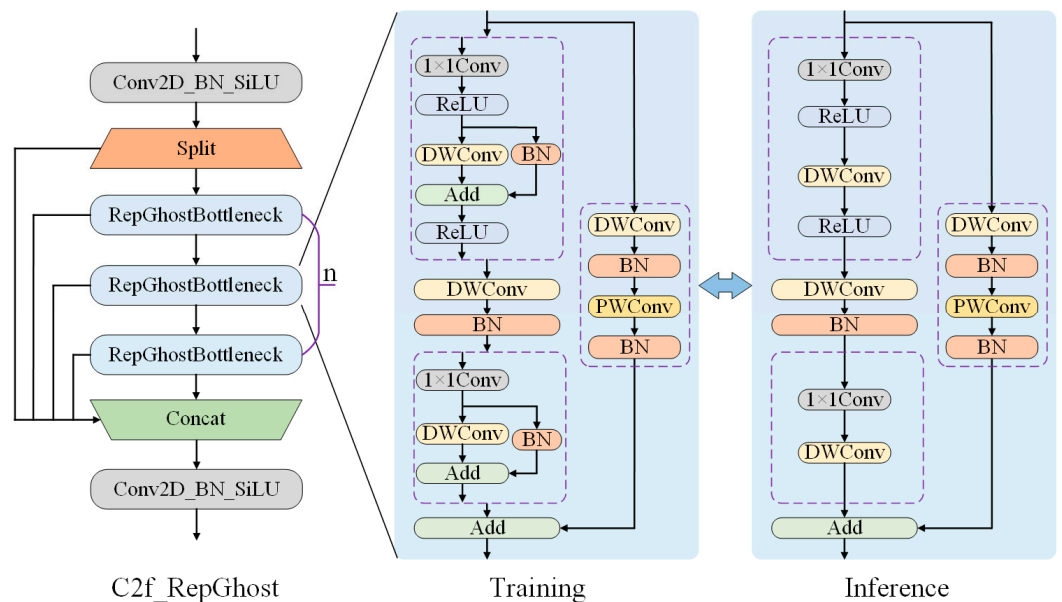 Conv2D_BN_SiLU
Split
RepGhostBottleneck
RepGhostBottleneck
n
RepGhostBottleneck
Concat
Conv2D_BN_SiLU
C2f_RepGhost
1×1Conv
ReLU
DWConv
BN
Add
ReLU
DWConv
BN
1×1Conv
DWConv
BN
Add
Add
DWConv
BN
PWConv
BN
Training
1×1Conv
ReLU
DWConv
ReLU
DWConv
BN
1×1Conv
DWConv
Add
DWConv
BN
PWConv
BN
Inference